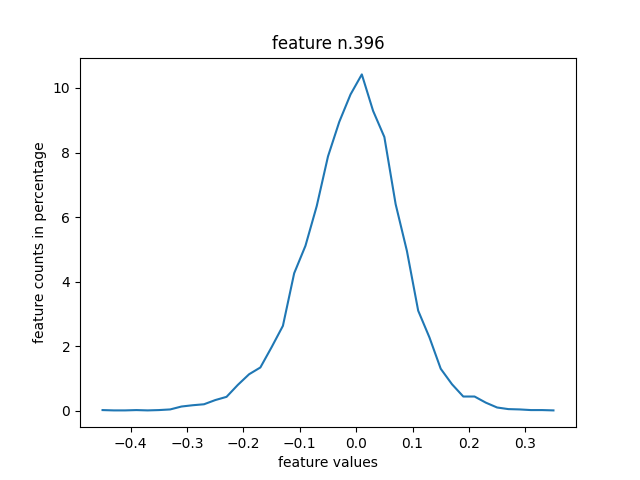 feature n.396
feature counts in percentage
10
8
6
4
2
0
−0.4 −0.3 −0.2 −0.1 0.0 0.1 0.2 0.3
feature values